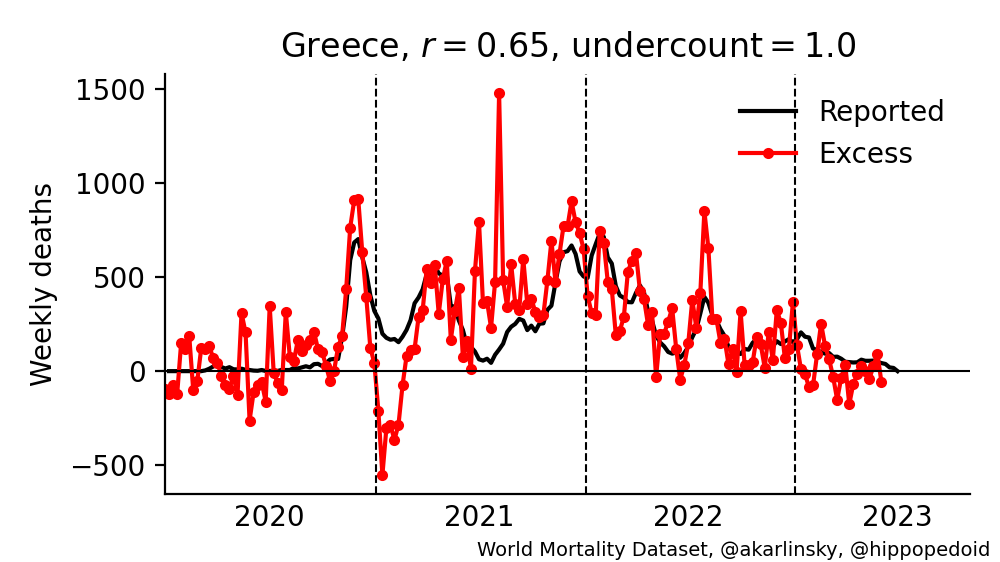 Greece, r = 0.65, undercount = 1.0
1500
1000
500
0
−500
Weekly deaths
Reported
Excess
2020 2021 2022 2023
World Mortality Dataset, @akarlinsky, @hippopedoid